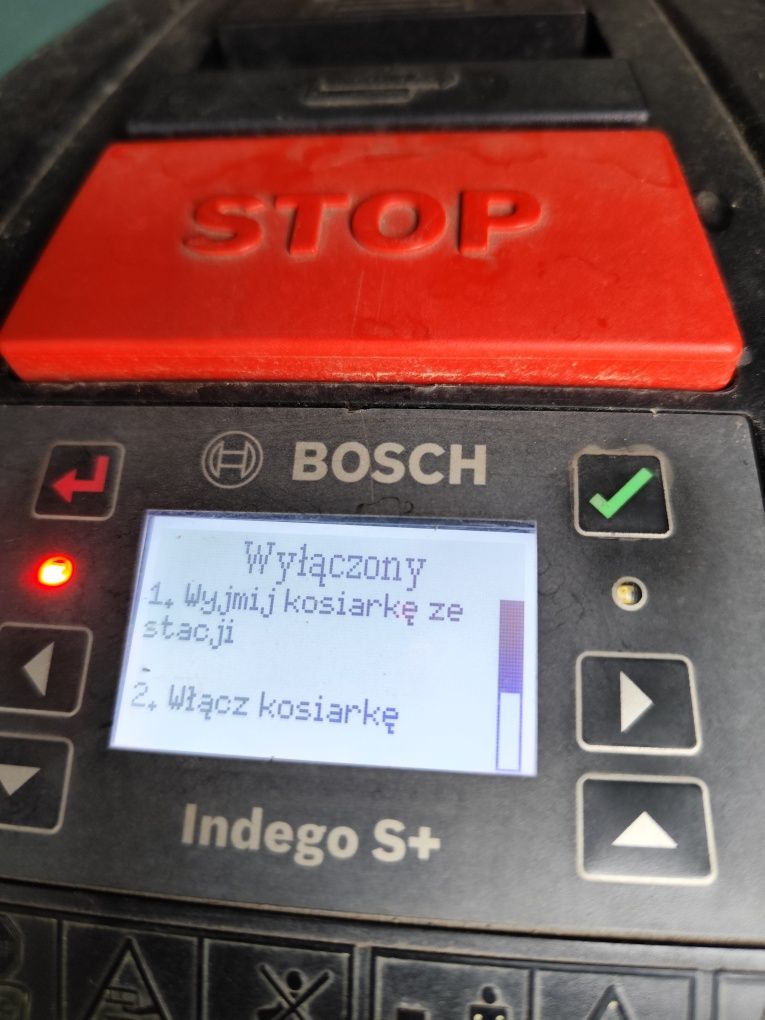 STOP
BOSCH
Wyłączony
1. Wyjmij kosiarkę ze
stacji
.
2. Włącz kosiarkę
Indego S+